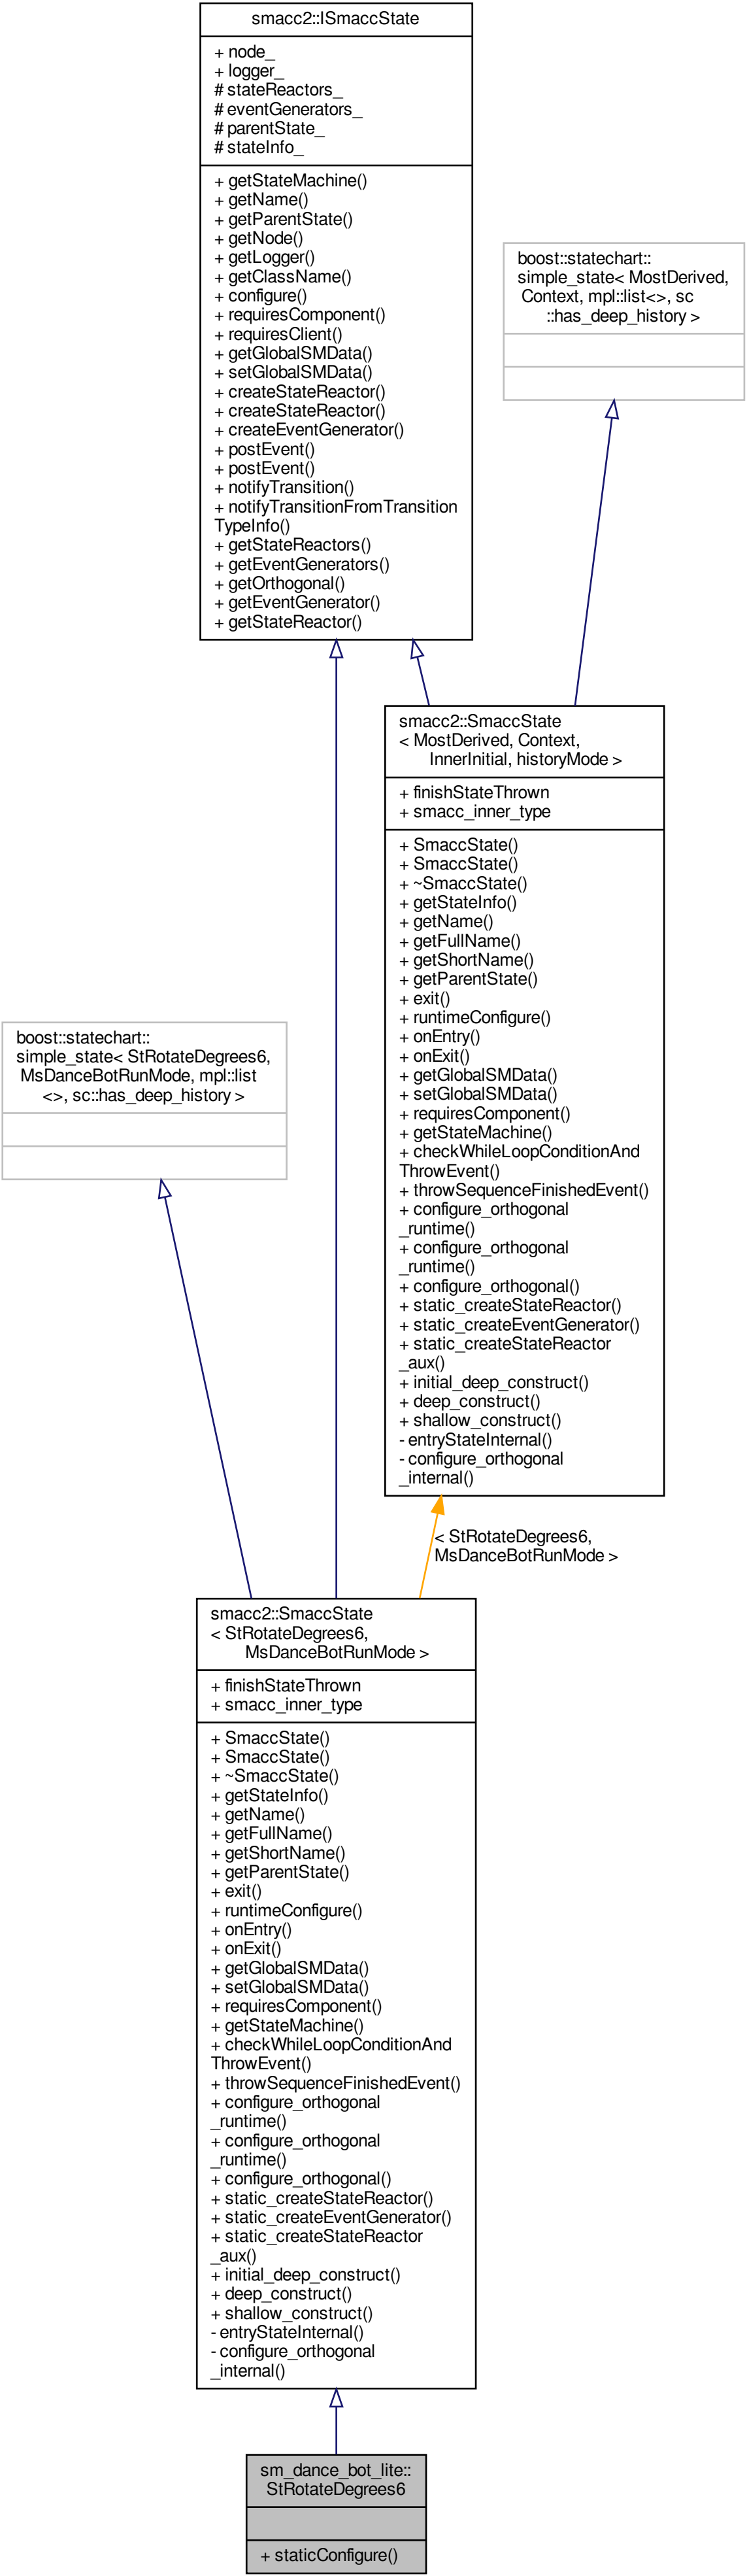 smacc2::ISmaccState
+ node_
+ logger_
# stateReactors_
# eventGenerators_
# parentState_
# stateInfo_
+ getStateMachine()
+ getName()
+ getParentState()
+ getNode()
+ getLogger()
+ getClassName()
+ configure()
+ requiresComponent()
+ requiresClient()
+ getGlobalSMData()
+ setGlobalSMData()
+ createStateReactor()
+ createStateReactor()
+ createEventGenerator()
+ postEvent()
+ postEvent()
+ notifyTransition()
+ notifyTransitionFromTransition
TypeInfo()
+ getStateReactors()
+ getEventGenerators()
+ getOrthogonal()
+ getEventGenerator()
+ getStateReactor()
boost::statechart::
simple_state< MostDerived,
Context, mpl::list<>, sc
::has_deep_history >
smacc2::SmaccState
< MostDerived, Context,
InnerInitial, historyMode >
+ finishStateThrown
+ smacc_inner_type
+ SmaccState()
+ SmaccState()
+ ~SmaccState()
+ getStateInfo()
+ getName()
+ getFullName()
+ getShortName()
+ getParentState()
+ exit()
+ runtimeConfigure()
+ onEntry()
+ onExit()
+ getGlobalSMData()
+ setGlobalSMData()
+ requiresComponent()
+ getStateMachine()
+ checkWhileLoopConditionAnd
ThrowEvent()
+ throwSequenceFinishedEvent()
+ configure_orthogonal
_runtime()
+ configure_orthogonal
_runtime()
+ configure_orthogonal()
+ static_createStateReactor()
+ static_createEventGenerator()
+ static_createStateReactor
_aux()
+ initial_deep_construct()
+ deep_construct()
+ shallow_construct()
- entryStateInternal()
- configure_orthogonal
_internal()
boost::statechart::
simple_state< StRotateDegrees6,
MsDanceBotRunMode, mpl::list
<>, sc::has_deep_history >
< StRotateDegrees6,
MsDanceBotRunMode >
smacc2::SmaccState
< StRotateDegrees6,
MsDanceBotRunMode >
+ finishStateThrown
+ smacc_inner_type
+ SmaccState()
+ SmaccState()
+ ~SmaccState()
+ getStateInfo()
+ getName()
+ getFullName()
+ getShortName()
+ getParentState()
+ exit()
+ runtimeConfigure()
+ onEntry()
+ onExit()
+ getGlobalSMData()
+ setGlobalSMData()
+ requiresComponent()
+ getStateMachine()
+ checkWhileLoopConditionAnd
ThrowEvent()
+ throwSequenceFinishedEvent()
+ configure_orthogonal
_runtime()
+ configure_orthogonal
_runtime()
+ configure_orthogonal()
+ static_createStateReactor()
+ static_createEventGenerator()
+ static_createStateReactor
_aux()
+ initial_deep_construct()
+ deep_construct()
+ shallow_construct()
- entryStateInternal()
- configure_orthogonal
_internal()
sm_dance_bot_lite::
StRotateDegrees6
+ staticConfigure()